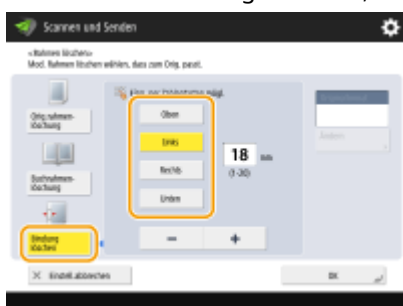 Scannen und Senden
<Rahmen löschen>
Mod. Rahmen löschen wählen, dass zum Orig. passt.
Orig.rahmen-
löschung
Buchrahmen-
löschung
Bindung
löschen
Oben
Links
Rechts
Unten
18 mm
(1-30)
−
+
Ändern
× Einstell. abbrechen
OK